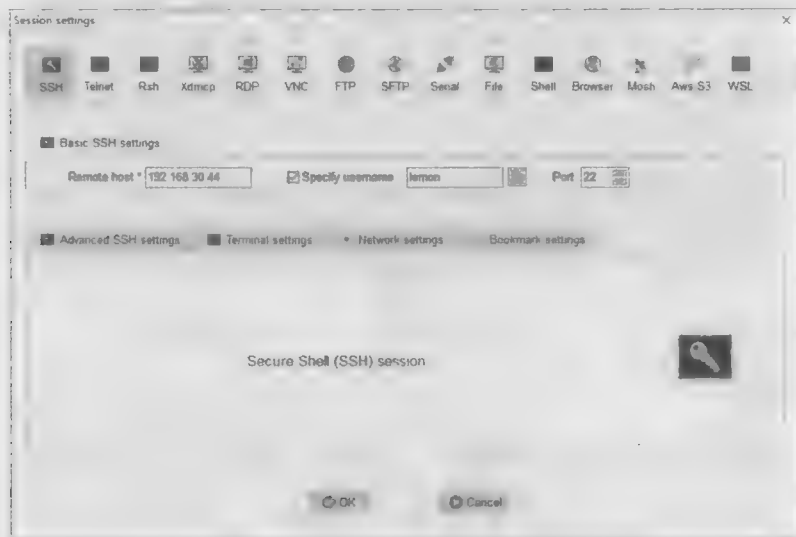 Session settings
SSH Telnet Rsh Xdmcp RDP VNC FTP SFTP Serial File Shell Browser Mosh Aws S3 WSL
Basic SSH settings
Remote host * 192 168 30 44 Specify username lemon Port 22
Advanced SSH settings Terminal settings Network settings Bookmark settings
Secure Shell (SSH) session
OK Cancel